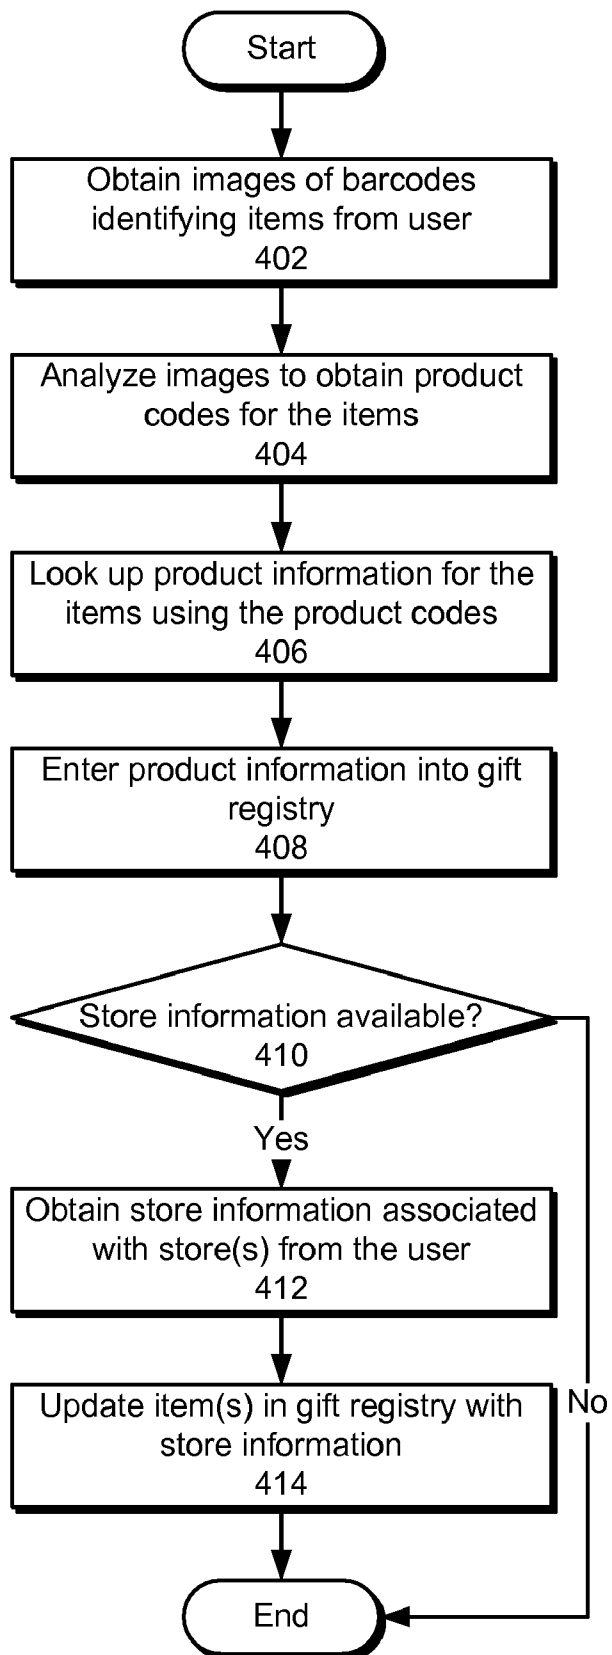 Start
Obtain images of barcodes
identifying items from user
402
Analyze images to obtain product
codes for the items
404
Look up product information for the
items using the product codes
406
Enter product information into gift
registry
408
Store information available?
410
Yes
Obtain store information associated
with store(s) from the user
412
Update item(s) in gift registry with
store information
414
No
End